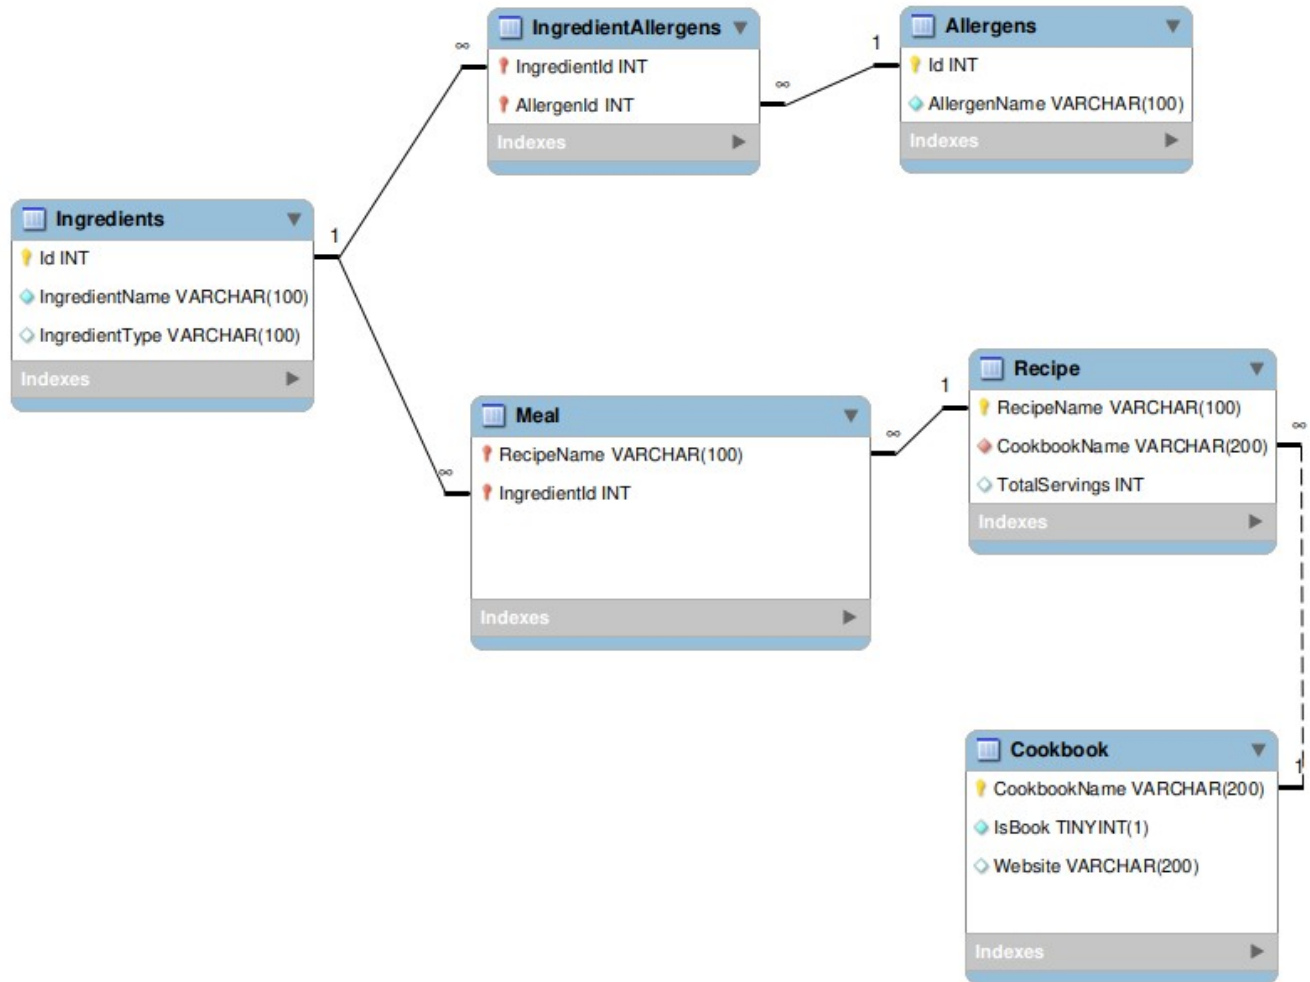 IngredientAllergens
IngredientId INT
AllergenId INT
Indexes
Allergens
Id INT
AllergenName VARCHAR(100)
Indexes
∞
∞
1
Ingredients
Id INT
IngredientName VARCHAR(100)
IngredientType VARCHAR(100)
Indexes
1
∞
Meal
RecipeName VARCHAR(100)
IngredientId INT
Indexes
∞
1
Recipe
RecipeName VARCHAR(100)
CookbookName VARCHAR(200)
TotalServings INT
Indexes
∞
1
Cookbook
CookbookName VARCHAR(200)
IsBook TINYINT(1)
Website VARCHAR(200)
Indexes